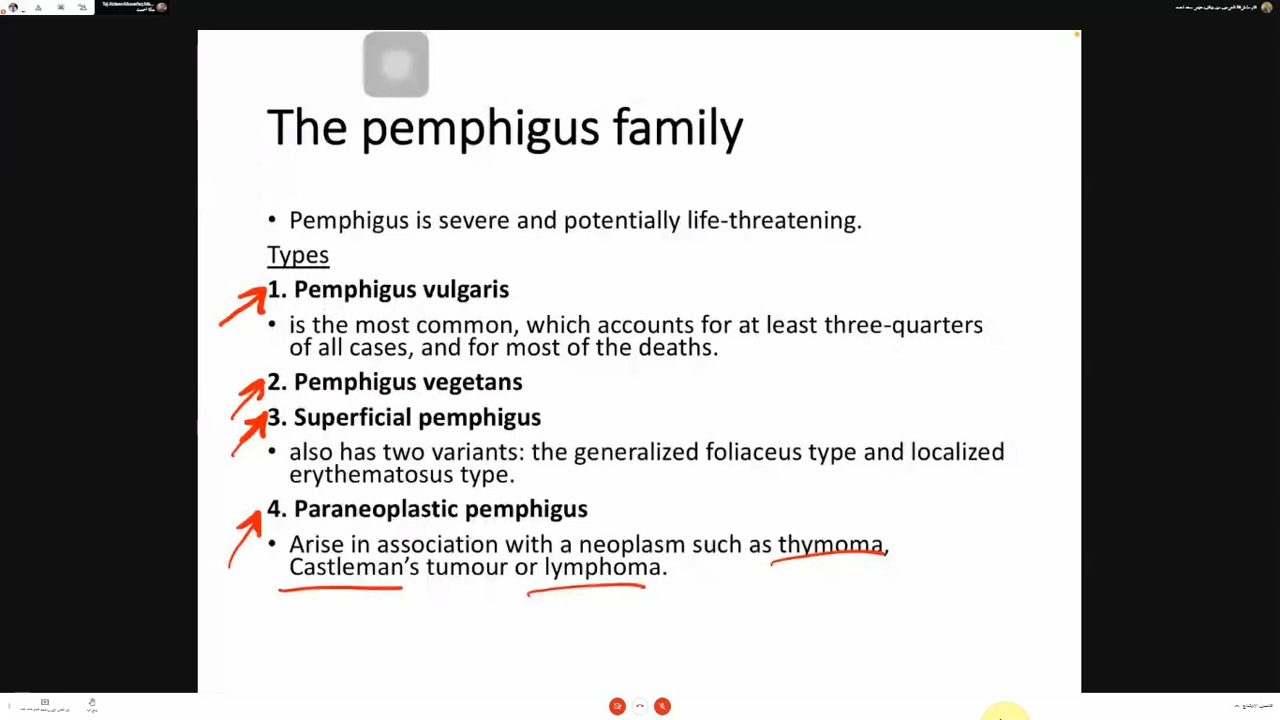 The pemphigus family
• Pemphigus is severe and potentially life-threatening.
Types
1. Pemphigus vulgaris
• is the most common, which accounts for at least three-quarters
of all cases, and for most of the deaths.
2. Pemphigus vegetans
3. Superficial pemphigus
• also has two variants: the generalized foliaceus type and localized
erythematosus type.
4. Paraneoplastic pemphigus
• Arise in association with a neoplasm such as thymoma,
Castleman's tumour or lymphoma.